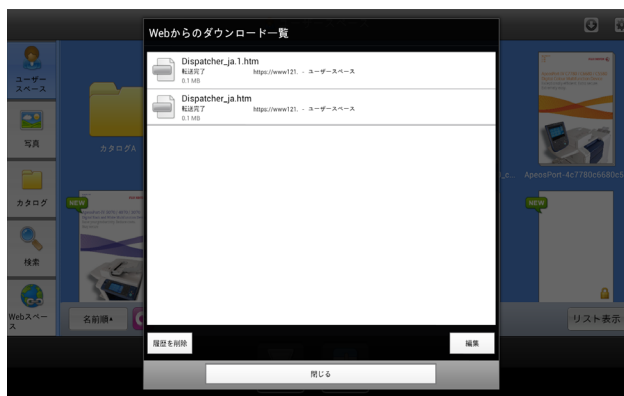 Webからのダウンロード一覧
Dispatcher_ja.1.htm
転送完了 https://www121. - ユーザースペース
0.1 MB
Dispatcher_ja.htm
転送完了 https://www121. - ユーザースペース
0.1 MB
履歴を削除
編集
閉じる
ユーザー
スペース
写真
カタログ
検索
Webスペー
ス
カタログA
NEW
名前順
r_c...
ApeosPort-4c7780c6680c5
NEW
リスト表示